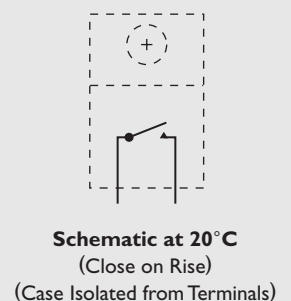 Schematic at 20°C
(Close on Rise)
(Case Isolated from Terminals)